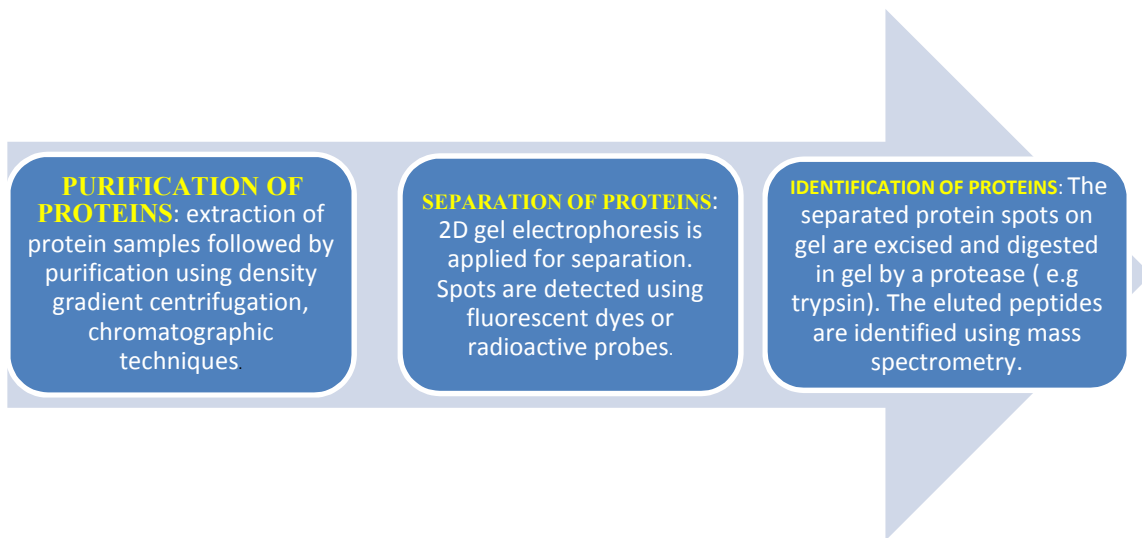 PURIFICATION OF
PROTEINS: extraction of
protein samples followed by
purification using density
gradient centrifugation,
chromatographic
techniques.
SEPARATION OF PROTEINS:
2D gel electrophoresis is
applied for separation.
Spots are detected using
fluorescent dyes or
radioactive probes.
IDENTIFICATION OF PROTEINS: The
separated protein spots on
gel are excised and digested
in gel by a protease ( e.g
trypsin). The eluted peptides
are identified using mass
spectrometry.